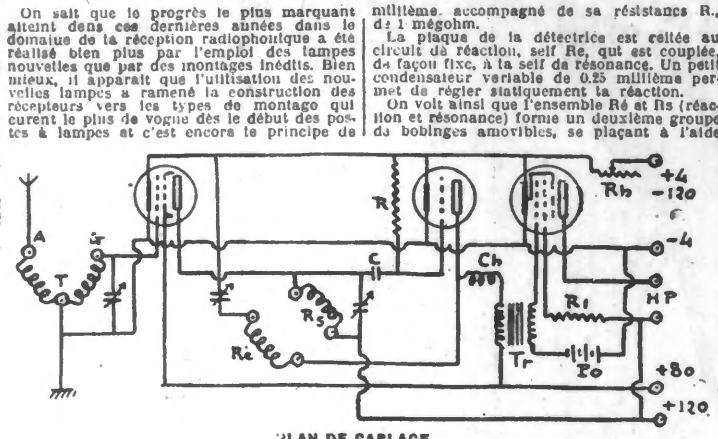 On sait que le progrès le plus marquant
atteint dens ces dernières années dans le
domaine de la réception radiophonique a été
réalisé bien plus par l'emploi des lampes
nouvelles que par des montages inédits. Bien
mieux, il apparait que l'utilisation des nou-
velles lampes a ramené la construction des
récepteurs vers les types de montage qui
eurent le plus de vogue dès le début des pos-
tes à lampes et c'est encore le principe de
millième, accompagné de sa résistance R.,
de 1 mégohm.
La plaque de la détectrice est reliée au
circuit de réaction, self Re, qui est couplée,
de façon fixe, à la self de résonance. Un petit
condensateur variable de 0,25 millième per-
met de régler statiquement la réaction.
On volt ainsi que l'ensemble Ré et Rs (réac-
tion et résonance) forme un deuxième groupe
de bobines amovibles, se plaçant à l'aide
A
T
G
R
C
Rs
Ré
Ch
Tr
R1
Po
Rh
+4
-120
-4
HP
+80
+120
PLAN DE CABLAGE